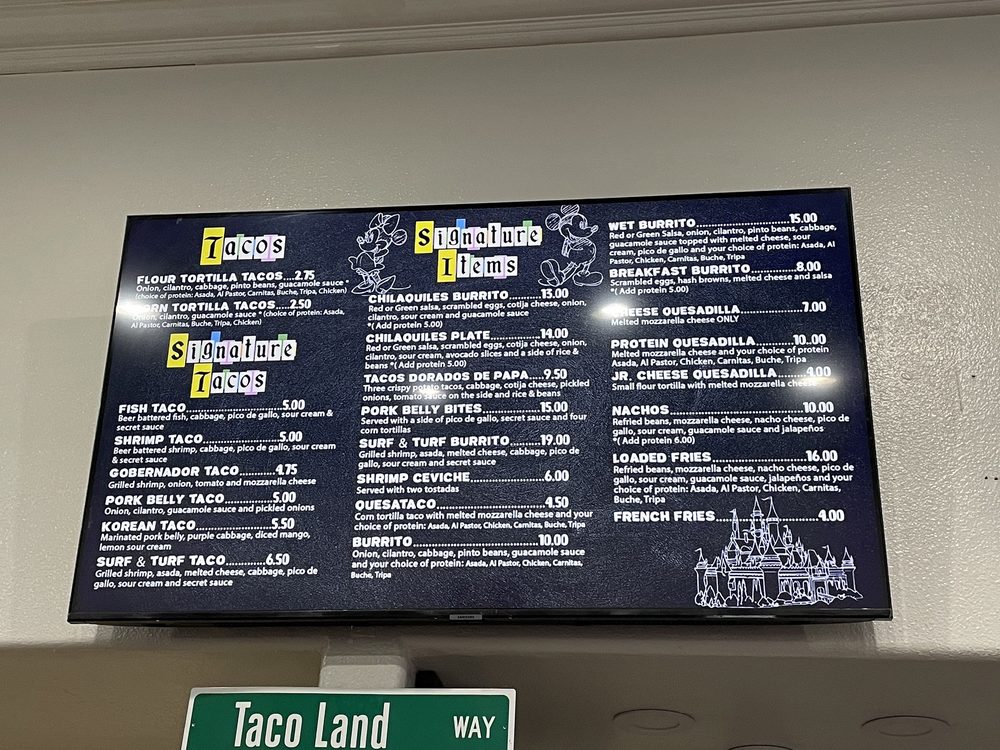 Tacos
FLOUR TORTILLA TACOS....2.75
Onion, cilantro, cabbage, pinto beans, guacamole sauce *
(choice of protein: Asada, Al Pastor, Carnitas, Buche, Tripa, Chicken)
CORN TORTILLA TACOS....2.50
Onion, cilantro, guacamole sauce * (choice of protein: Asada,
Al Pastor, Carnitas, Buche, Tripa, Chicken)
Signature
Tacos
FISH TACO......................5.00
Beer battered fish, cabbage, pico de gallo, sour cream &
secret sauce
SHRIMP TACO..................5.00
Beer battered shrimp, cabbage, pico de gallo, sour cream
& secret sauce
GOBERNADOR TACO.........4.75
Grilled shrimp, onion, tomato and mozzarella cheese
PORK BELLY TACO...........5.00
Onion, cilantro, guacamole sauce and pickled onions
KOREAN TACO..................5.50
Marinated pork belly, purple cabbage, diced mango,
lemon sour cream
SURF & TURF TACO..........6.50
Grilled shrimp, asada, melted cheese, cabbage, pico de
gallo, sour cream and secret sauce
Signature
Items
CHILAQUILES BURRITO...........13.00
Red or Green salsa, scrambled eggs, cotija cheese, onion,
cilantro, sour cream and guacamole sauce
*( Add protein 5.00)
CHILAQUILES PLATE...............14.00
Red or Green salsa, scrambled eggs, cotija cheese, onion,
cilantro, sour cream, avocado slices and a side of rice &
beans *( Add protein 5.00)
TACOS DORADOS DE PAPA....9.50
Three crispy potato tacos, cabbage, cotija cheese, pickled
onions, tomato sauce on the side and rice & beans
PORK BELLY BITES................15.00
Served with a side of pico de gallo, secret sauce and four
corn tortillas
SURF & TURF BURRITO..........19.00
Grilled shrimp, asada, melted cheese, cabbage, pico de
gallo, sour cream and secret sauce
SHRIMP CEVICHE....................6.00
Served with two tostadas
QUESATACO...........................4.50
Corn tortilla taco with melted mozzarella cheese and your
choice of protein: Asada, Al Pastor, Chicken, Carnitas, Buche, Tripa
BURRITO...............................10.00
Onion, cilantro, cabbage, pinto beans, guacamole sauce
and your choice of protein: Asada, Al Pastor, Chicken, Carnitas,
Buche, Tripa
WET BURRITO........................15.00
Red or Green Salsa, onion, cilantro, pinto beans, cabbage,
guacamole sauce topped with melted cheese, sour
cream, pico de gallo and your choice of protein: Asada, Al
Pastor, Chicken, Carnitas, Buche, Tripa
BREAKFAST BURRITO............8.00
Scrambled eggs, hash browns, melted cheese and salsa
*( Add protein 5.00)
CHEESE QUESADILLA...............7.00
Melted mozzarella cheese ONLY
PROTEIN QUESADILLA..........10..00
Melted mozzarella cheese and your choice of protein
Asada, Al Pastor, Chicken, Carnitas, Buche, Tripa
JR. CHEESE QUESADILLA......4.00
Small flour tortilla with melted mozzarella cheese
NACHOS..............................10.00
Refried beans, mozzarella cheese, nacho cheese, pico de
gallo, sour cream, guacamole sauce and jalapeños
*( Add protein 6.00)
LOADED FRIES.....................16.00
Refried beans, mozzarella cheese, nacho cheese, pico de
gallo, sour cream, guacamole sauce, jalapeños and your
choice of protein: Asada, Al Pastor, Chicken, Carnitas,
Buche, Tripa
FRENCH FRIES......................4.00
SAMSUNG
Taco Land WAY